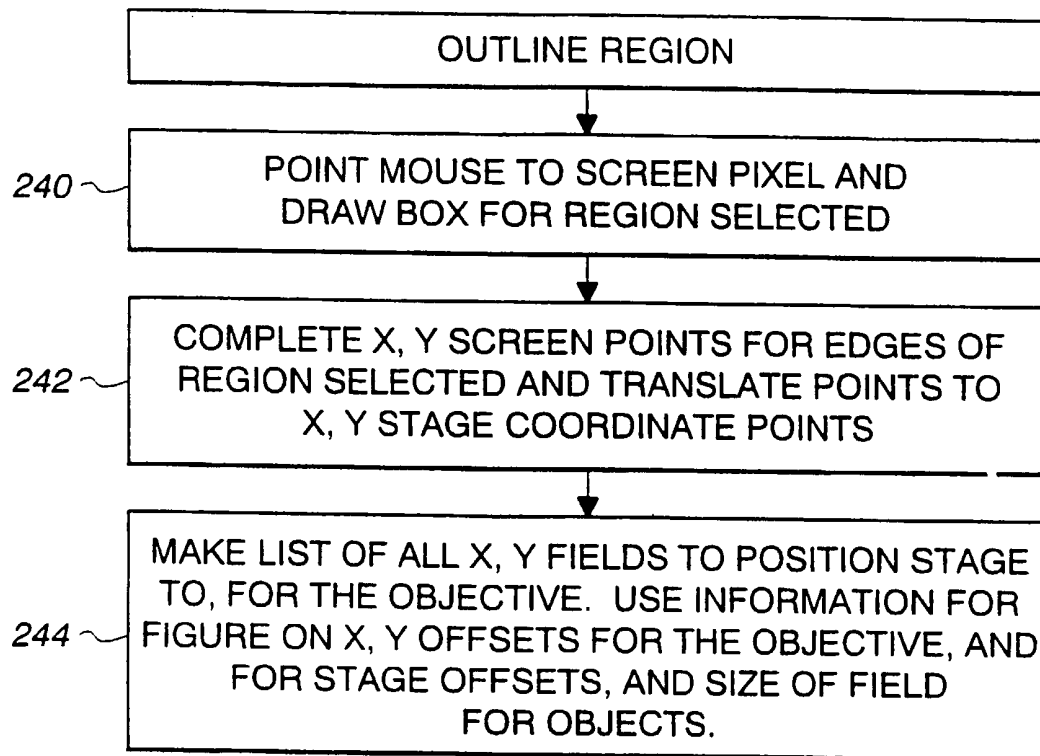 OUTLINE REGION
240
POINT MOUSE TO SCREEN PIXEL AND
DRAW BOX FOR REGION SELECTED
242
COMPLETE X, Y SCREEN POINTS FOR EDGES OF
REGION SELECTED AND TRANSLATE POINTS TO
X, Y STAGE COORDINATE POINTS
244
MAKE LIST OF ALL X, Y FIELDS TO POSITION STAGE
TO, FOR THE OBJECTIVE. USE INFORMATION FOR
FIGURE ON X, Y OFFSETS FOR THE OBJECTIVE, AND
FOR STAGE OFFSETS, AND SIZE OF FIELD
FOR OBJECTS.